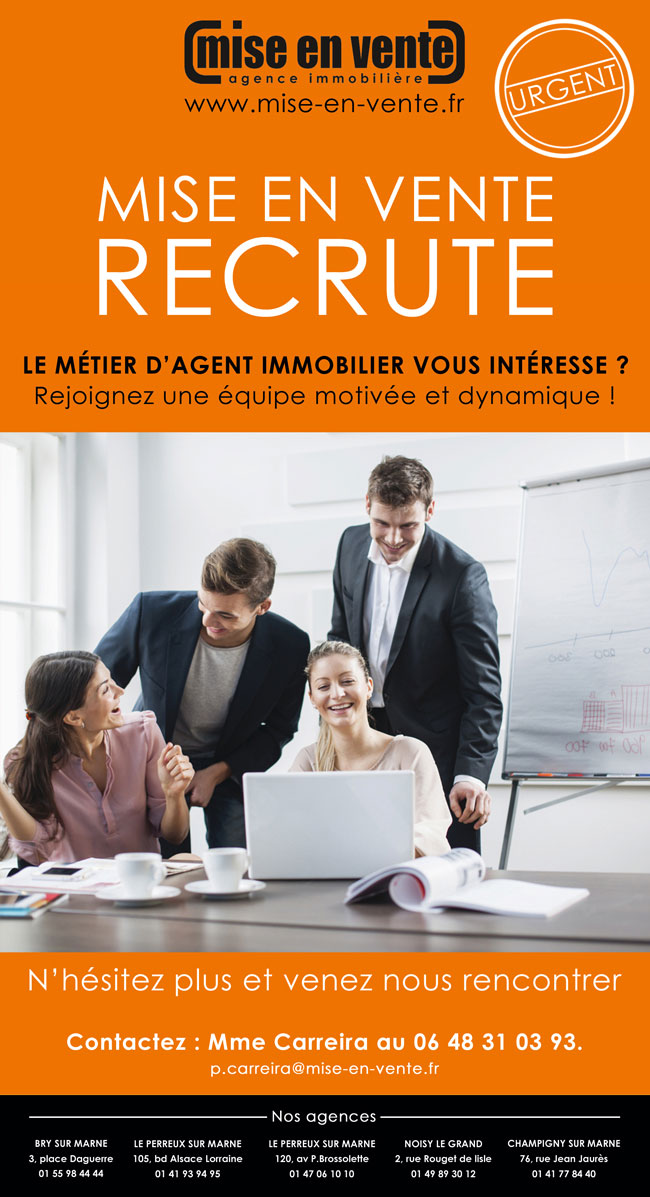 mise en vente
agence immobilière
www.mise-en-vente.fr
URGENT
MISE EN VENTE
RECRUTE
LE MÉTIER D'AGENT IMMOBILIER VOUS INTÉRESSE ?
Rejoignez une équipe motivée et dynamique !
300 200 100
700
N'hésitez plus et venez nous rencontrer
Contactez : Mme Carreira au 06 48 31 03 93.
p.carreira@mise-en-vente.fr
Nos agences
BRY SUR MARNE
3, place Daguerre
01 55 98 44 44
LE PERREUX SUR MARNE
105, bd Alsace Lorraine
01 41 93 94 95
LE PERREUX SUR MARNE
120, av P.Brossolette
01 47 06 10 10
NOISY LE GRAND
2, rue Rouget de lisle
01 49 89 30 12
CHAMPIGNY SUR MARNE
76, rue Jean Jaurès
01 41 77 84 40